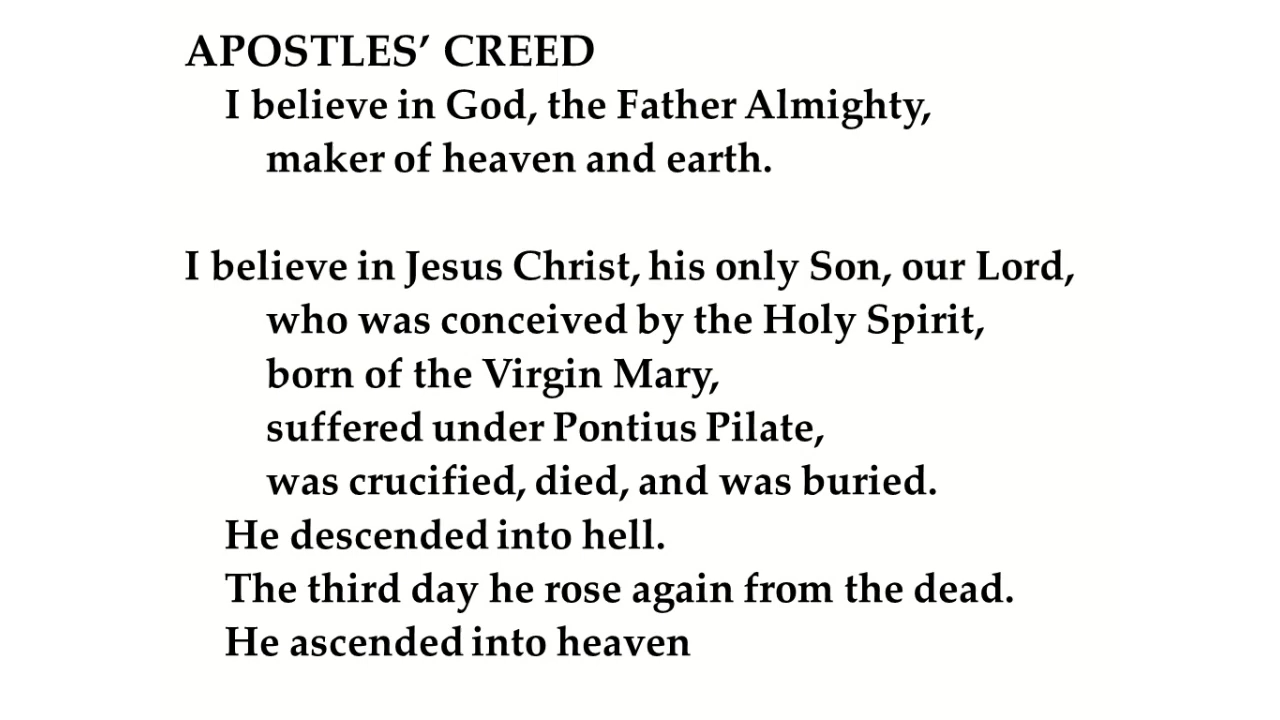 APOSTLES’ CREED
I believe in God, the Father Almighty,
maker of heaven and earth.
I believe in Jesus Christ, his only Son, our Lord,
who was conceived by the Holy Spirit,
born of the Virgin Mary,
suffered under Pontius Pilate,
was crucified, died, and was buried.
He descended into hell.
The third day he rose again from the dead.
He ascended into heaven